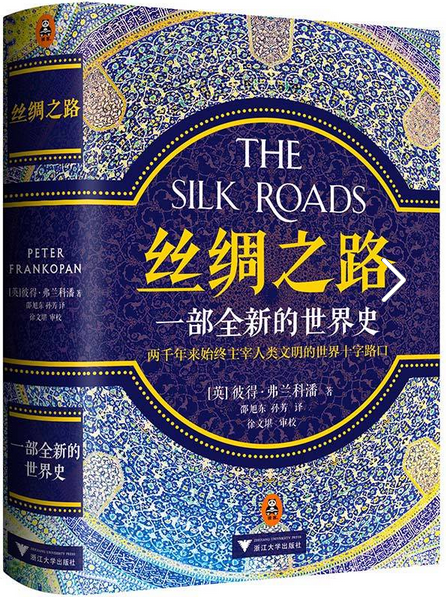 丝绸之路
PETER
FRANKOPAN
[英]彼得·弗兰科潘 著
邵旭东 孙芳 译
徐文堪 审校
一部全新的
世界史
浙江大学出版社
THE
SILK ROADS
丝绸之路
一部全新的世界史
两千年来始终主宰人类文明的世界十字路口
[英]彼得·弗兰科潘 著
邵旭东 孙芳 译
徐文堪 审校
浙江大学出版社